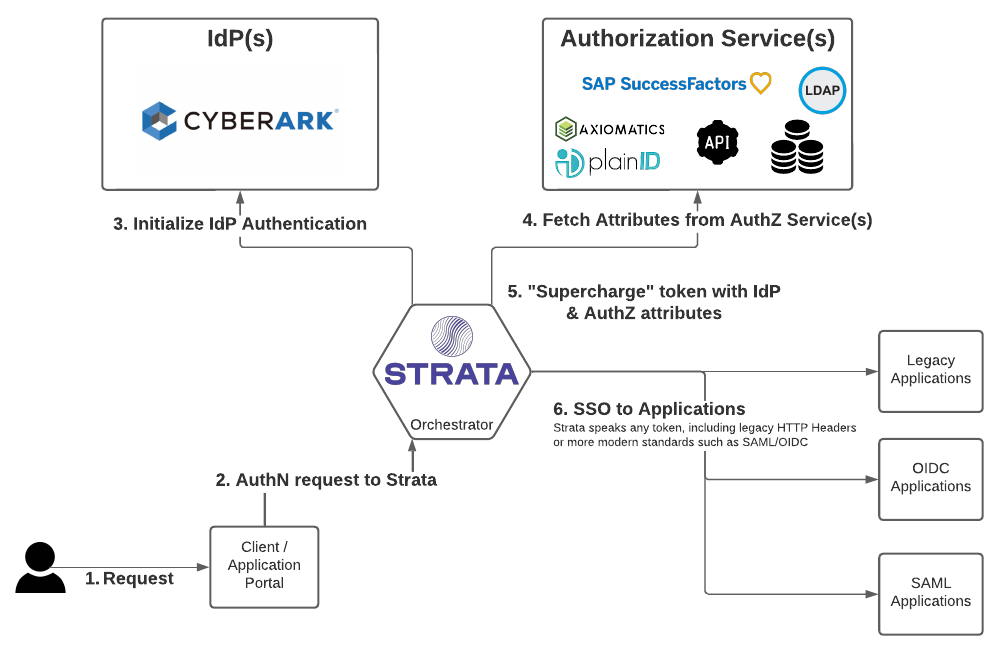 IdP(s)
CYBERARK®
Authorization Service(s)
SAP SuccessFactors
LDAP
AXIOMATICS
API
plainID
3. Initialize IdP Authentication
4. Fetch Attributes from AuthZ Service(s)
5. "Supercharge" token with IdP
& AuthZ attributes
STRATA
Orchestrator
Legacy
Applications
6. SSO to Applications
Strata speaks any token, including legacy HTTP Headers
or more modern standards such as SAML/OIDC
OIDC
Applications
2. AuthN request to Strata
Client /
Application
Portal
1. Request
SAML
Applications